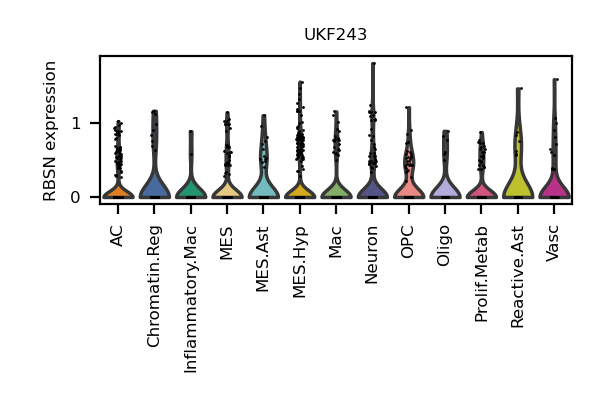 UKF243
RBSN expression
1
0
AC
Chromatin.Reg
Inflammatory.Mac
MES
MES.Ast
MES.Hyp
Mac
Neuron
OPC
Oligo
Prolif.Metab
Reactive.Ast
Vasc